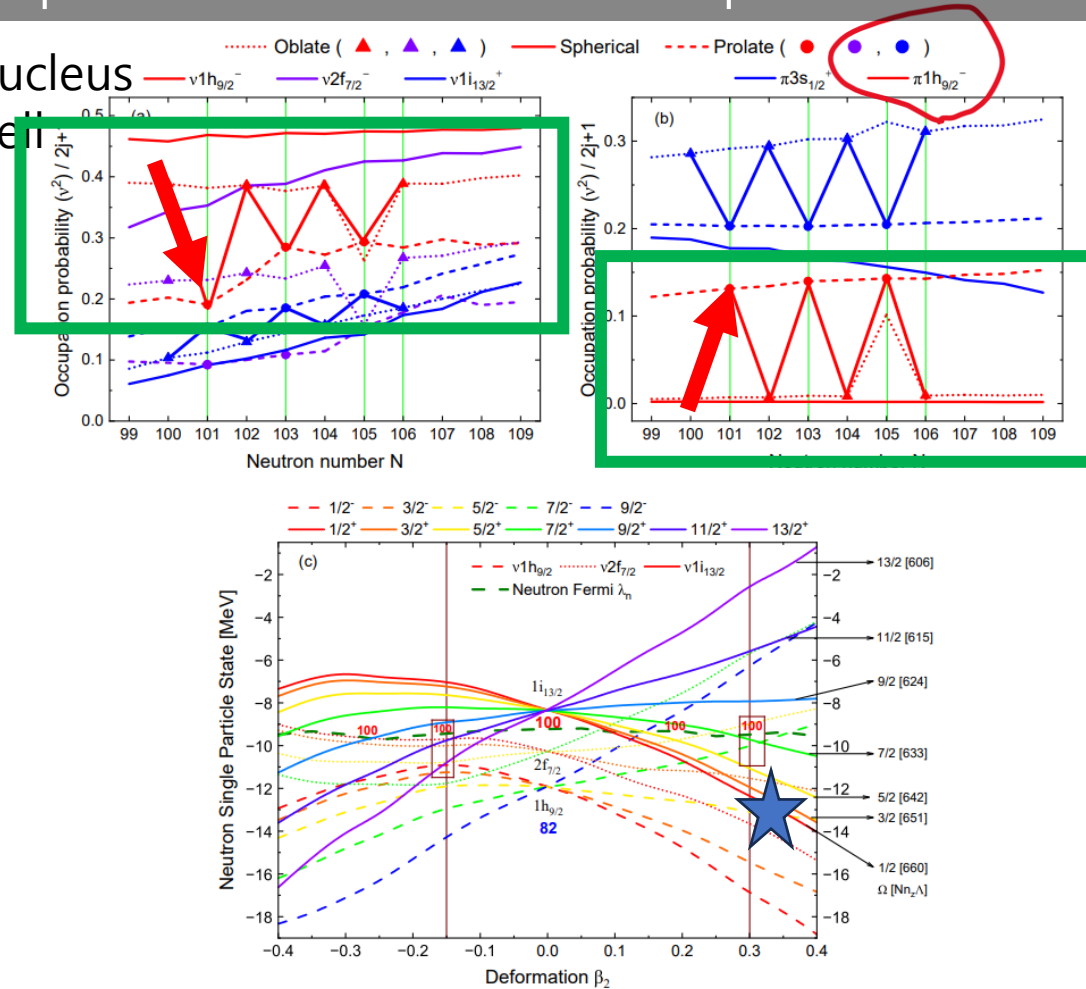 ucleus
ell
Oblate ( , , )
Spherical
Prolate ( , , )
ν1h9/2⁻
ν2f7/2⁻
ν1i13/2⁺
π3s1/2⁺
π1h9/2⁻
(a)
0.5
0.4
0.3
0.2
0.1
0.0
Occupation probability (v²) / 2j+1
99 100 101 102 103 104 105 106 107 108 109
Neutron number N
(b)
0.3
0.2
0.1
0.0
Occupation probability (v²) / 2j+1
99 100 101 102 103 104 105 106 107 108 109
Neutron number N
1/2⁻ 3/2⁻ 5/2⁻ 7/2⁻ 9/2⁻
1/2⁺ 3/2⁺ 5/2⁺ 7/2⁺ 9/2⁺ 11/2⁺ 13/2⁺
(c)
ν1h9/2 ν2f7/2 ν1i13/2
Neutron Fermi λn
−2
−4
−6
−8
−10
−12
−14
−16
−18
Neutron Single Particle State [MeV]
1i13/2
100
100
100
100
100
2f7/2
1h9/2
82
−2
−4
−6
−8
−10
−12
−14
−16
−18
13/2 [606]
11/2 [615]
9/2 [624]
7/2 [633]
5/2 [642]
3/2 [651]
1/2 [660]
Ω [NnzΛ]
−0.4 −0.3 −0.2 −0.1 0.0 0.1 0.2 0.3 0.4
Deformation β2